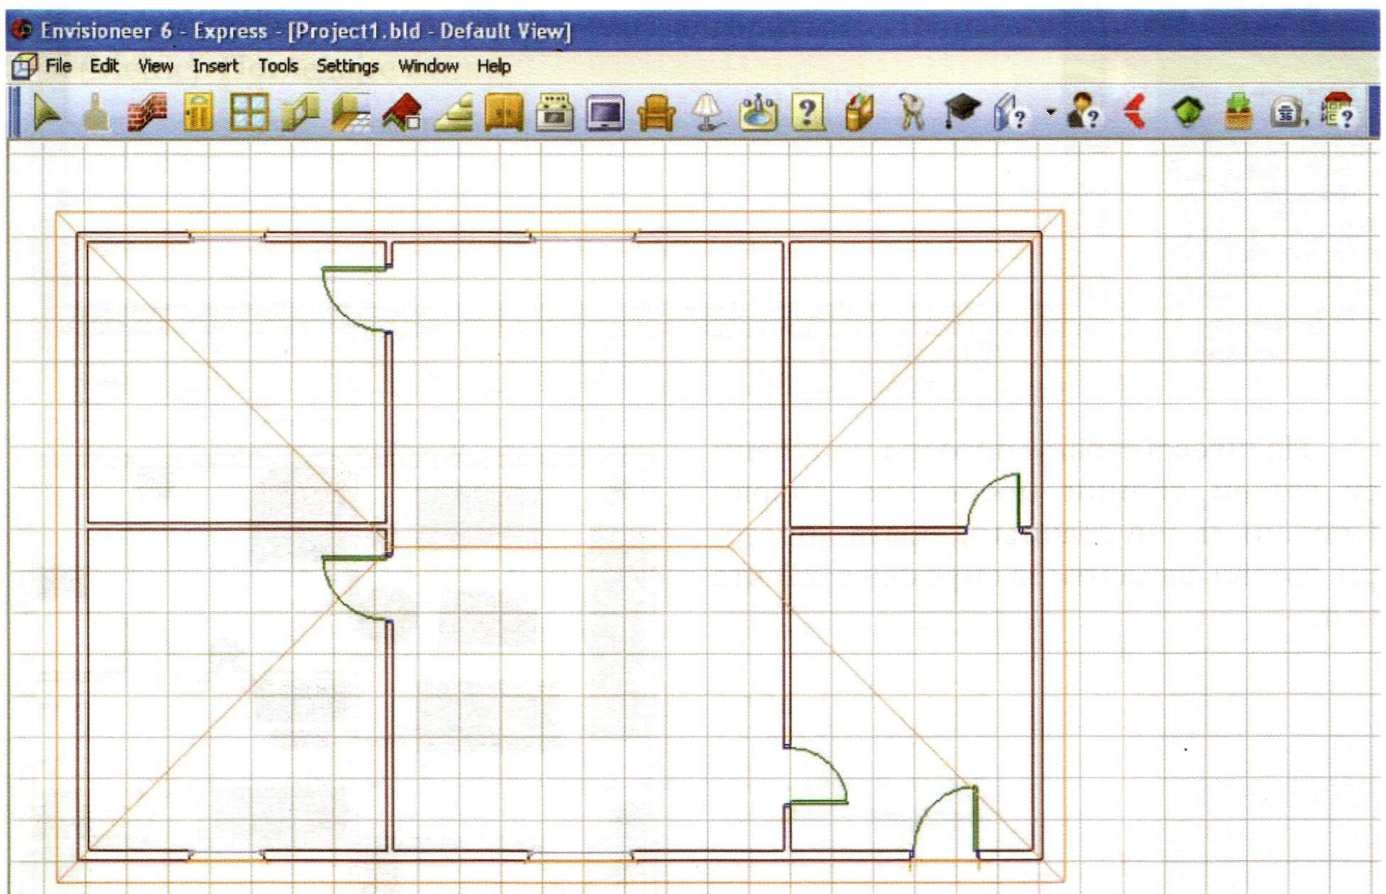 Envisioneer 6 - Express - [Project1.bld - Default View]
File Edit View Insert Tools Settings Window Help